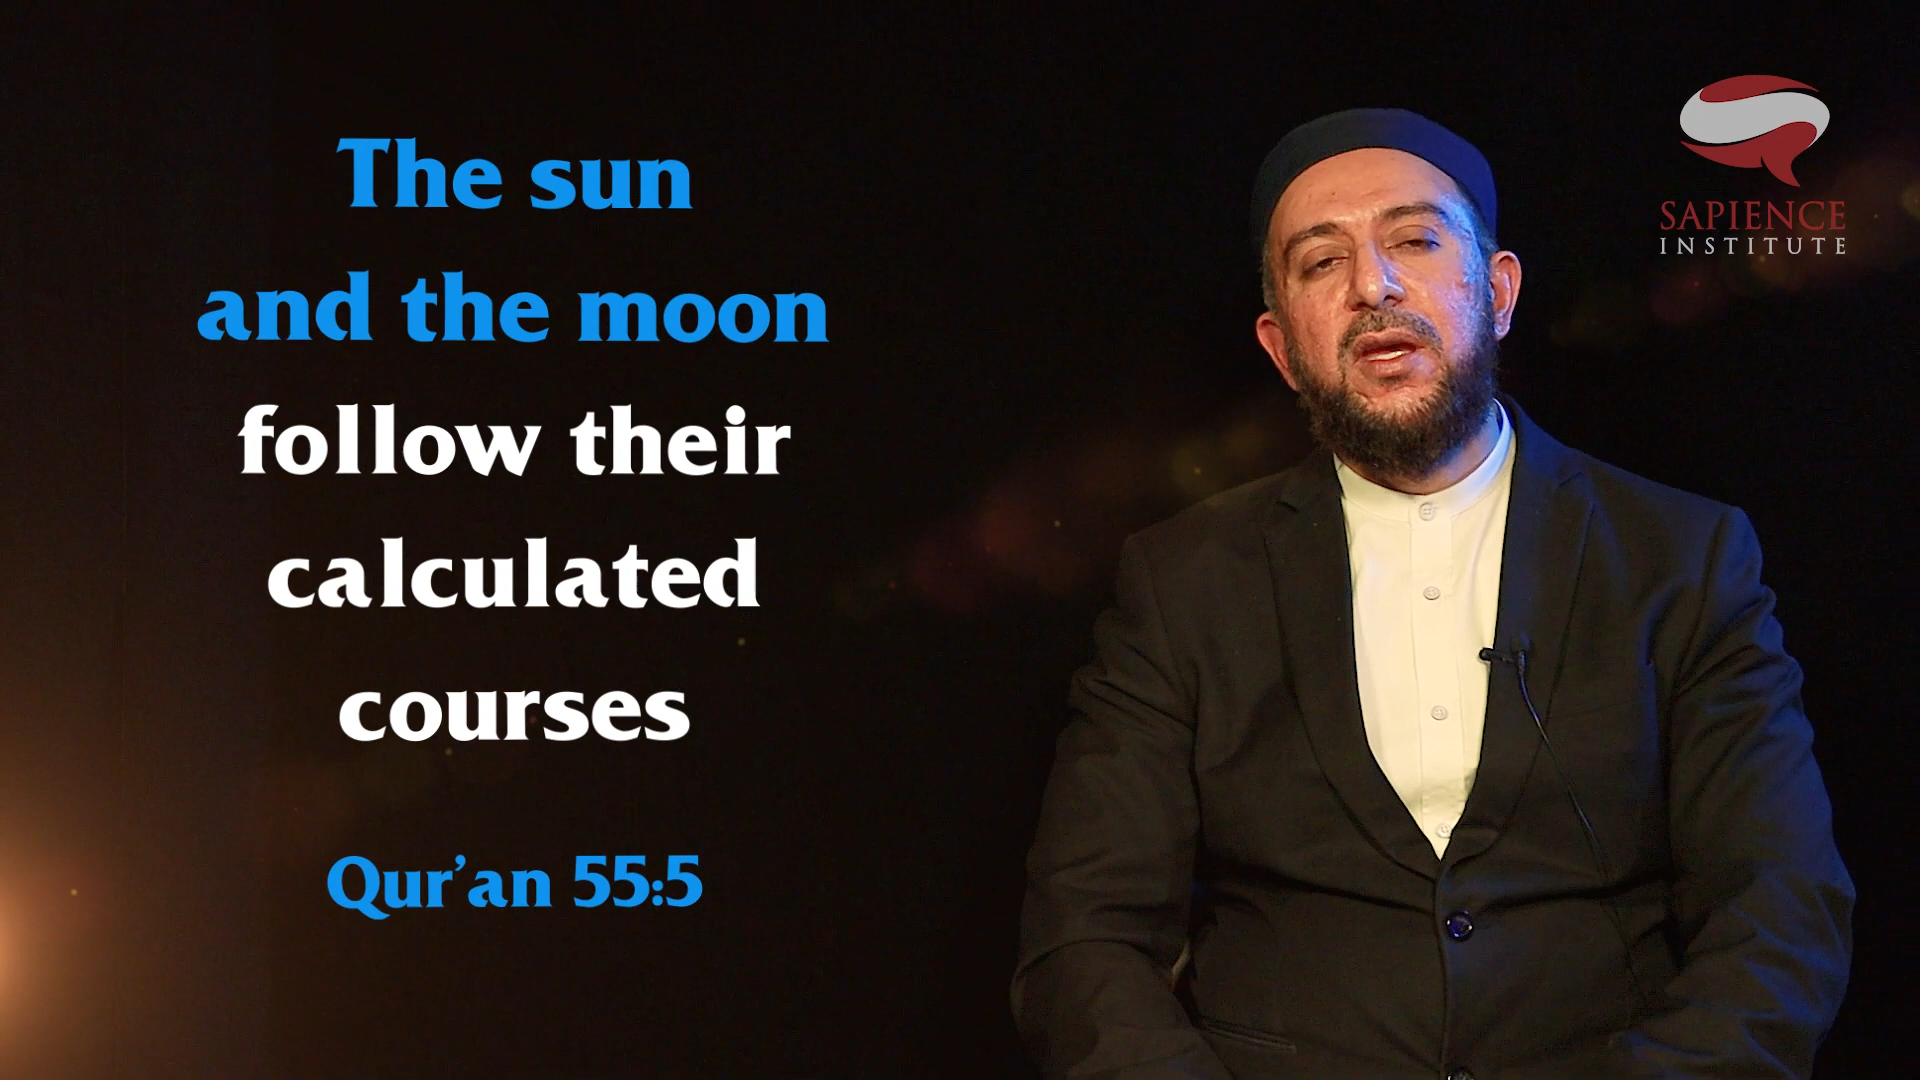 The sun
and the moon
follow their
calculated
courses
Qur’an 55:5
SAPIENCE
INSTITUTE